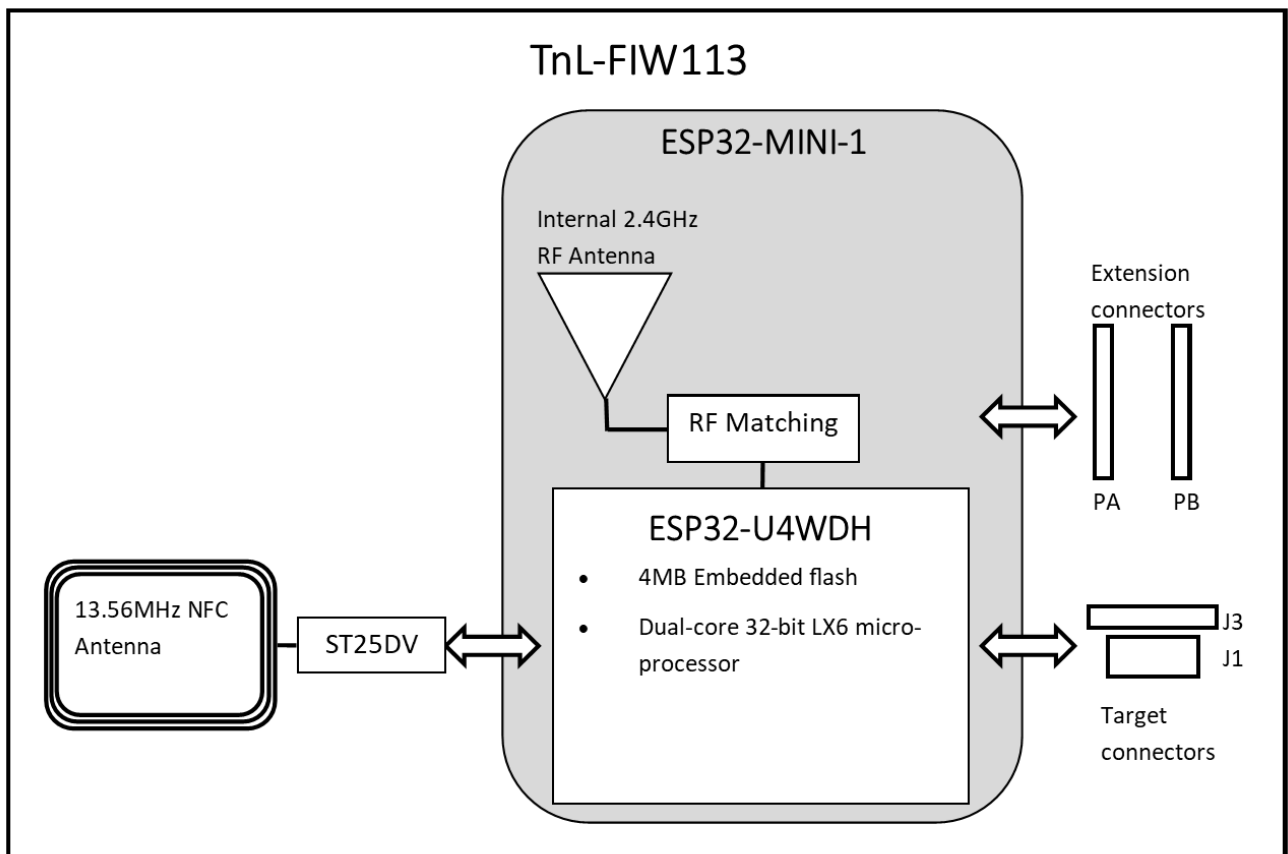 TnL-FIW113
ESP32-MINI-1
Internal 2.4GHz
RF Antenna
RF Matching
ESP32-U4WDH
• 4MB Embedded flash
• Dual-core 32-bit LX6 micro-
processor
13.56MHz NFC
Antenna
ST25DV
Extension
connectors
PA PB
J3
J1
Target
connectors